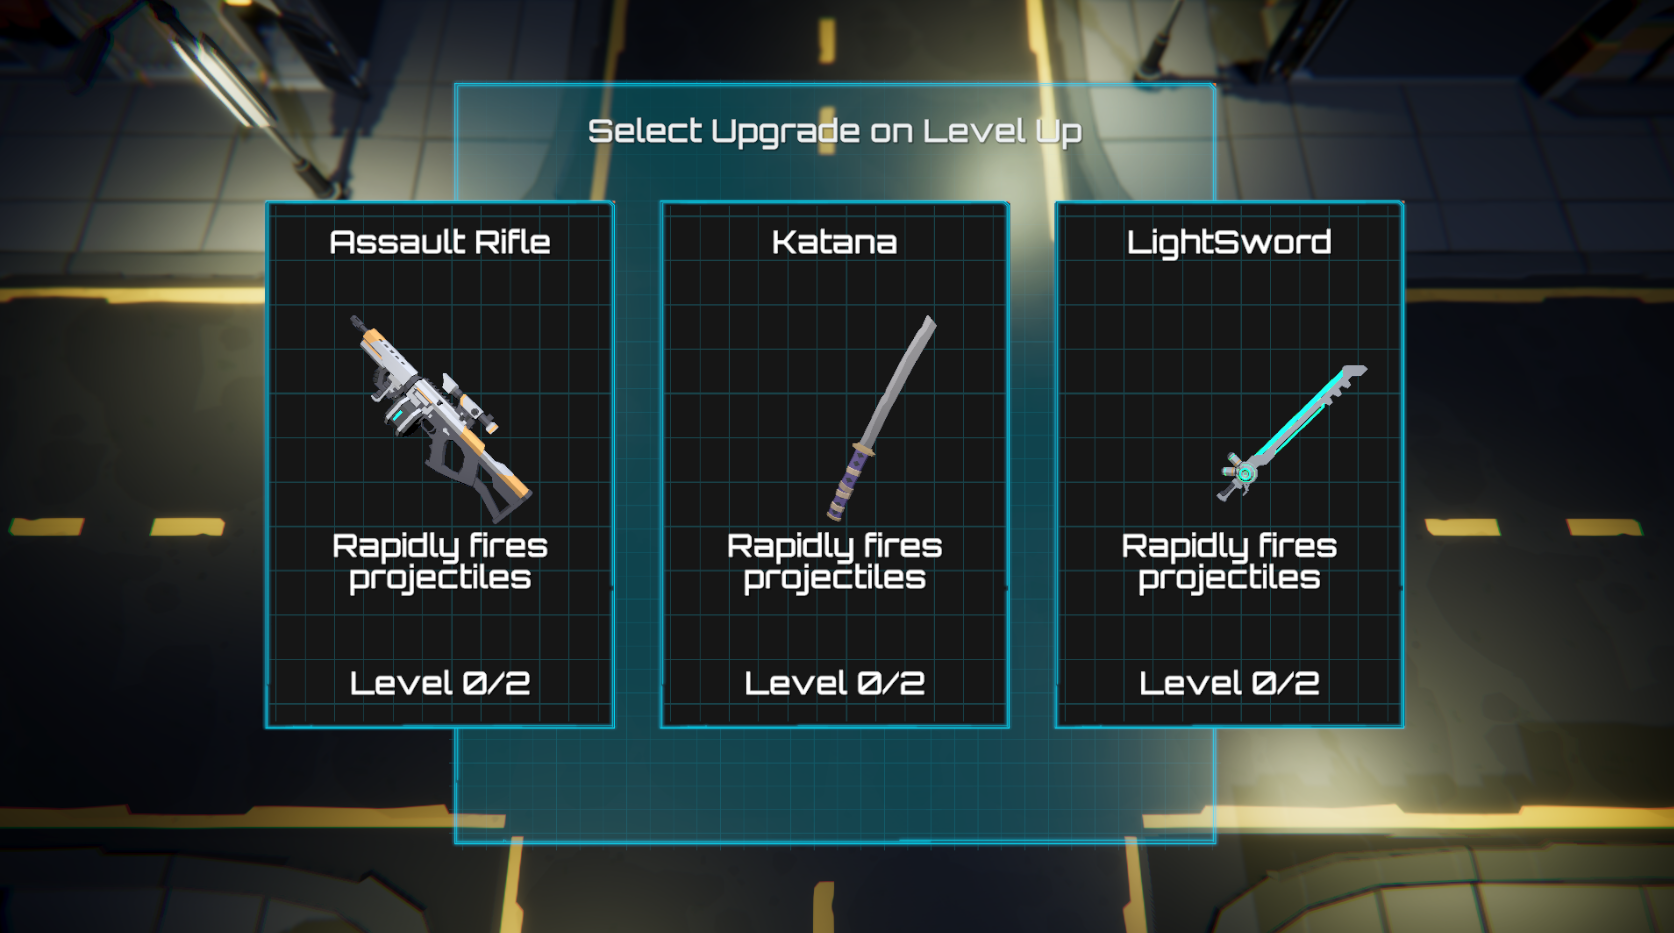 Select Upgrade on Level Up
Assault Rifle
Rapidly fires
projectiles
Level 0/2
Katana
Rapidly fires
projectiles
Level 0/2
LightSword
Rapidly fires
projectiles
Level 0/2